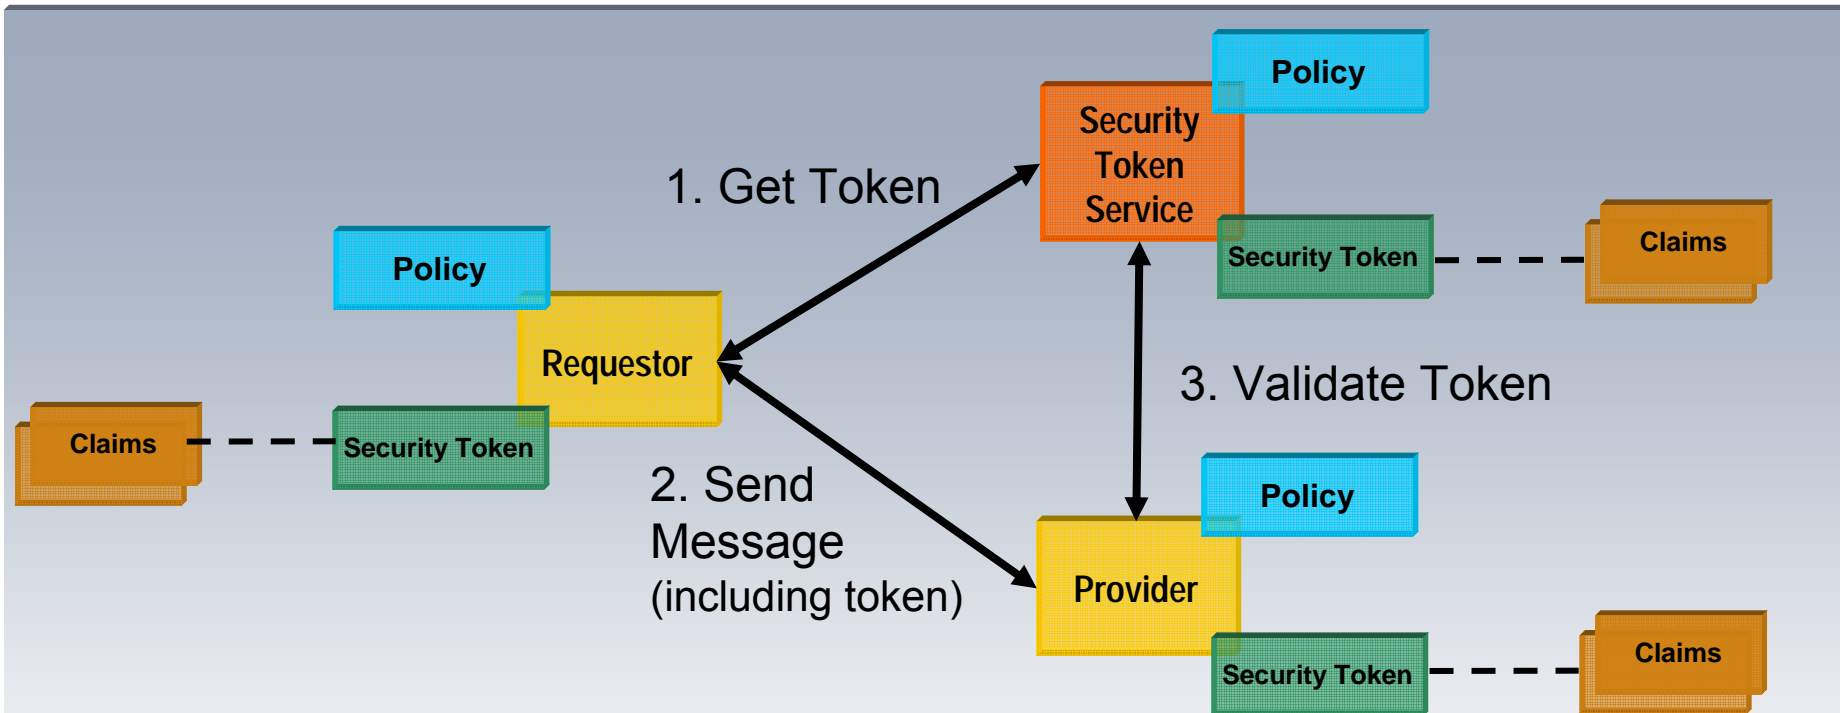 Policy
Security
Token
Service
1. Get Token
Security Token
Claims
Policy
Requestor
3. Validate Token
Claims
Security Token
2. Send
Message
(including token)
Policy
Provider
Security Token
Claims